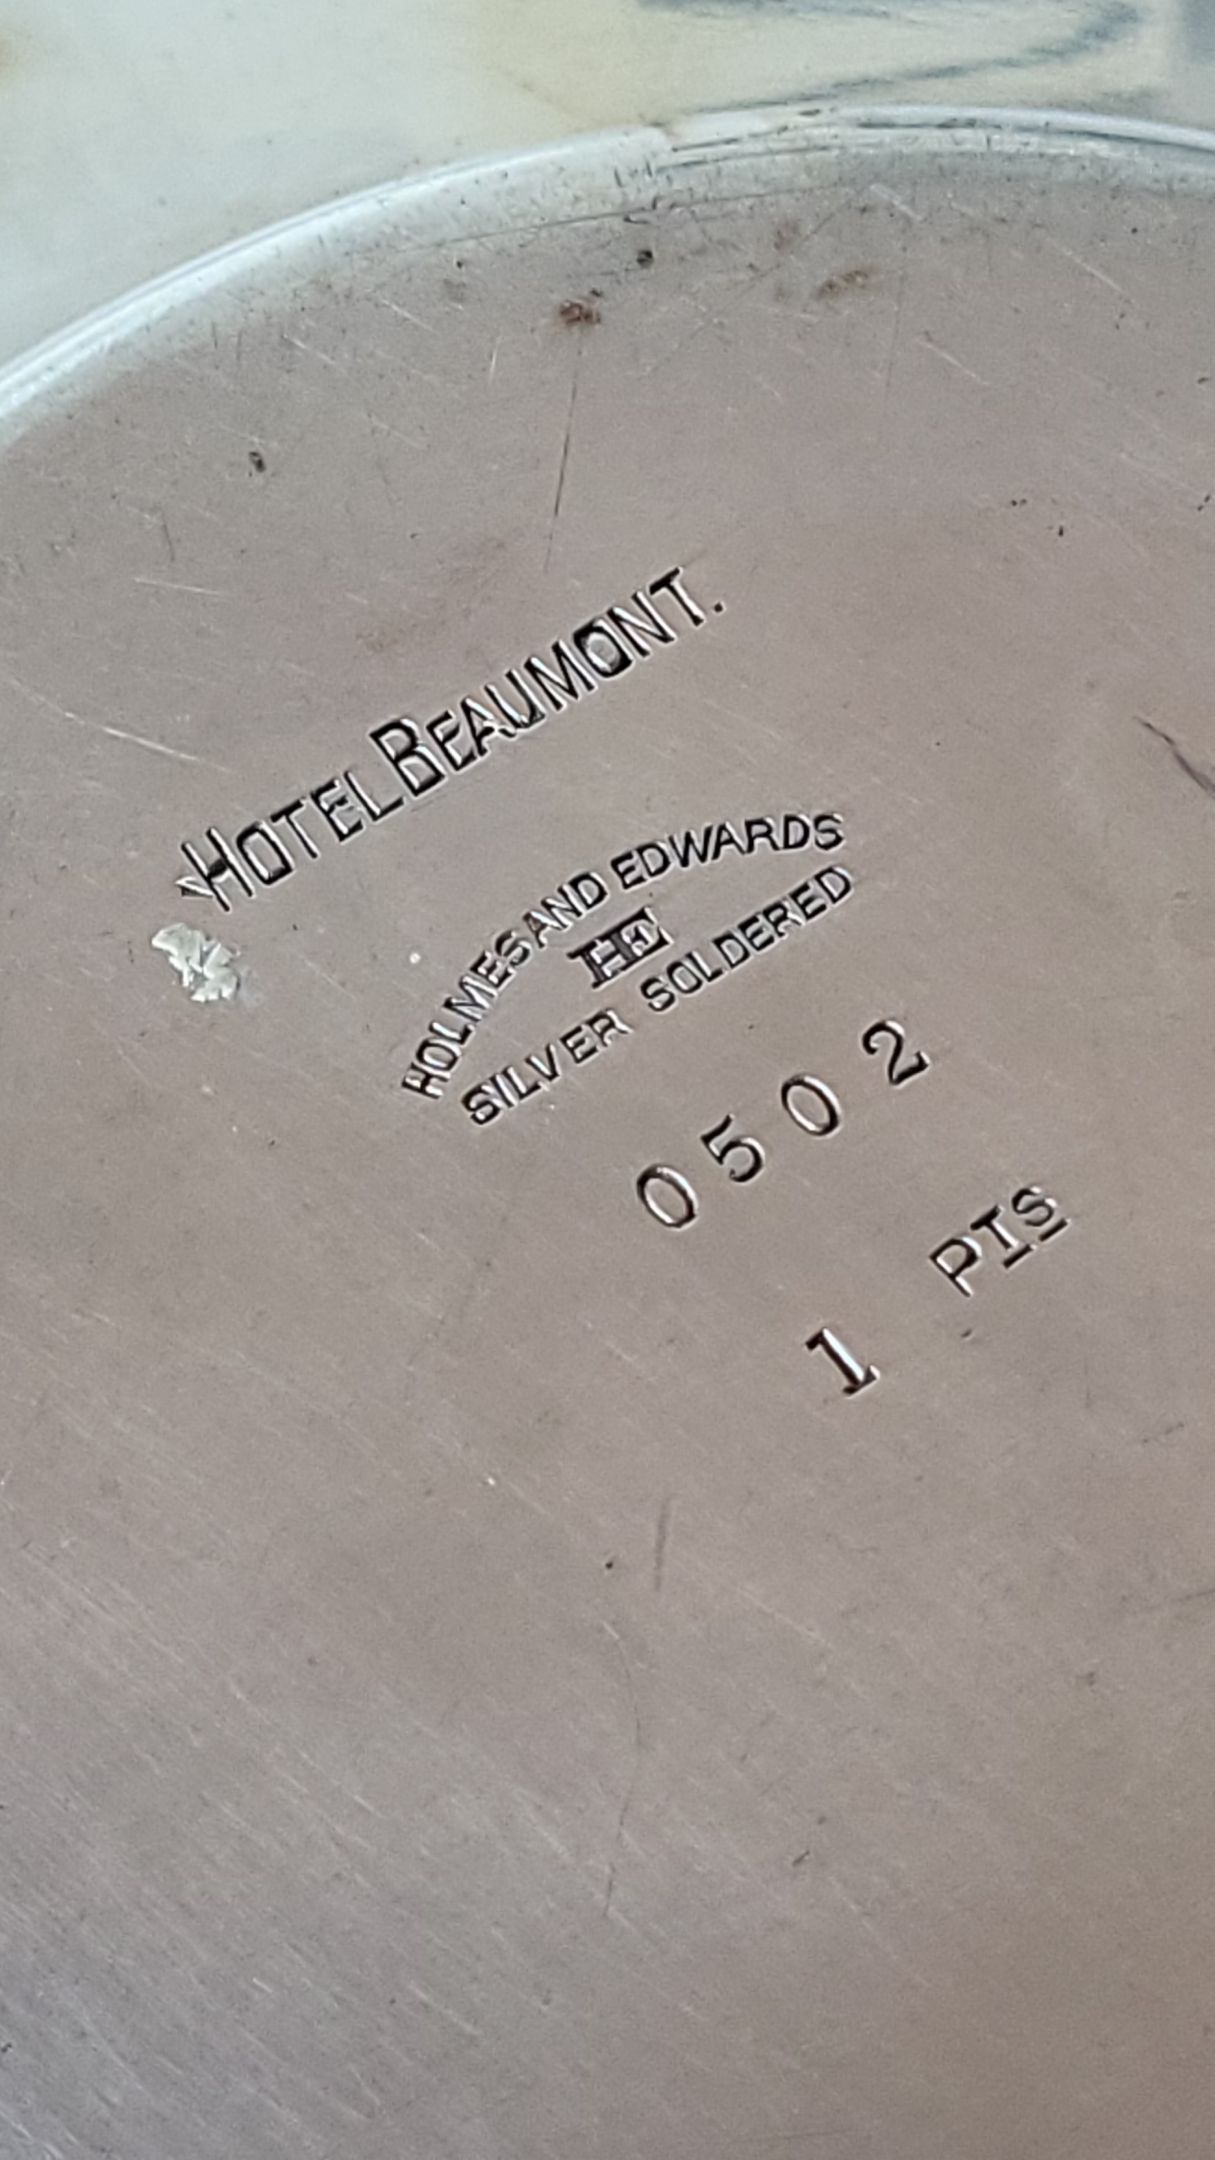 HOTEL BEAUMONT.
HOLMES AND EDWARDS
HE
SILVER SOLDERED
0502
PTS
1